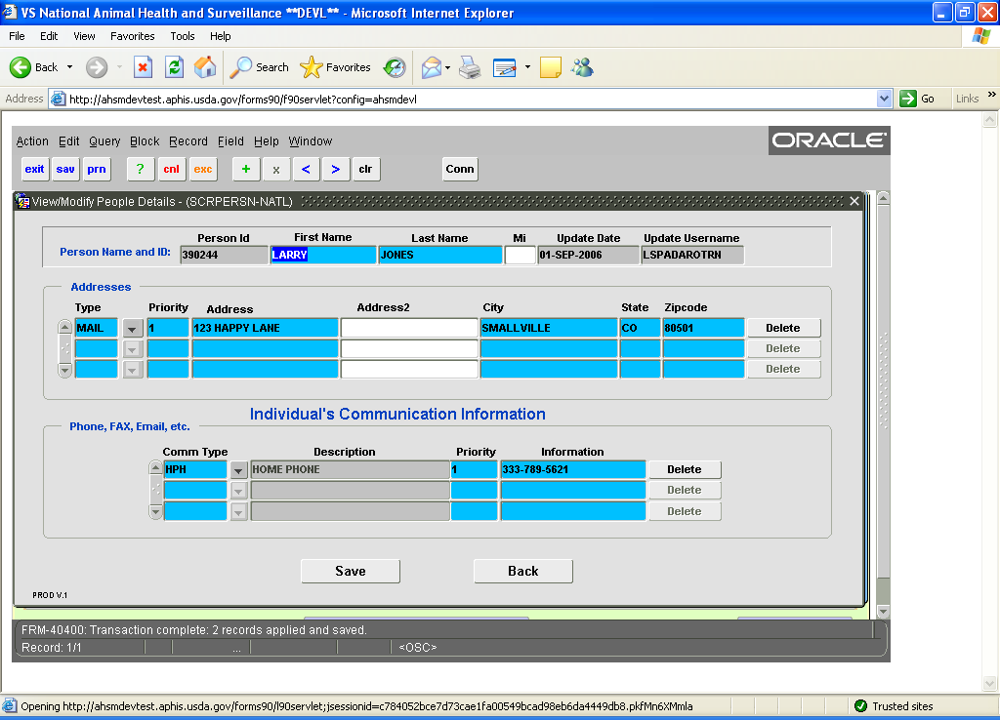 VS National Animal Health and Surveillance **DEVL** - Microsoft Internet Explorer
File Edit View Favorites Tools Help
Back Search Favorites
Address http://ahsmdevtest.aphis.usda.gov/forms90/f90servlet?config=ahsmdevl Go Links »
Action Edit Query Block Record Field Help Window ORACLE
exit sav prn ? cnl exc + x < > clr Conn
View/Modify People Details - (SCRPERSN-NATL)
Person Id First Name Last Name Mi Update Date Update Username
Person Name and ID: 390244 LARRY JONES 01-SEP-2006 LSPADAROTRN
Addresses
Type Priority Address Address2 City State Zipcode
MAIL 1 123 HAPPY LANE SMALLVILLE CO 80501 Delete
Delete
Delete
Individual's Communication Information
Phone, FAX, Email, etc.
Comm Type Description Priority Information
HPH HOME PHONE 1 333-789-5621 Delete
Delete
Delete
Save Back
PROD V.1
FRM-40400: Transaction complete: 2 records applied and saved.
Record: 1/1 ... <OSC>
Opening http://ahsmdevtest.aphis.usda.gov/forms90/l90servlet;jsessionid=c784052bce7d73cae1fa00549bcad98eb6da4449db8.pkfMn6XMmla Trusted sites